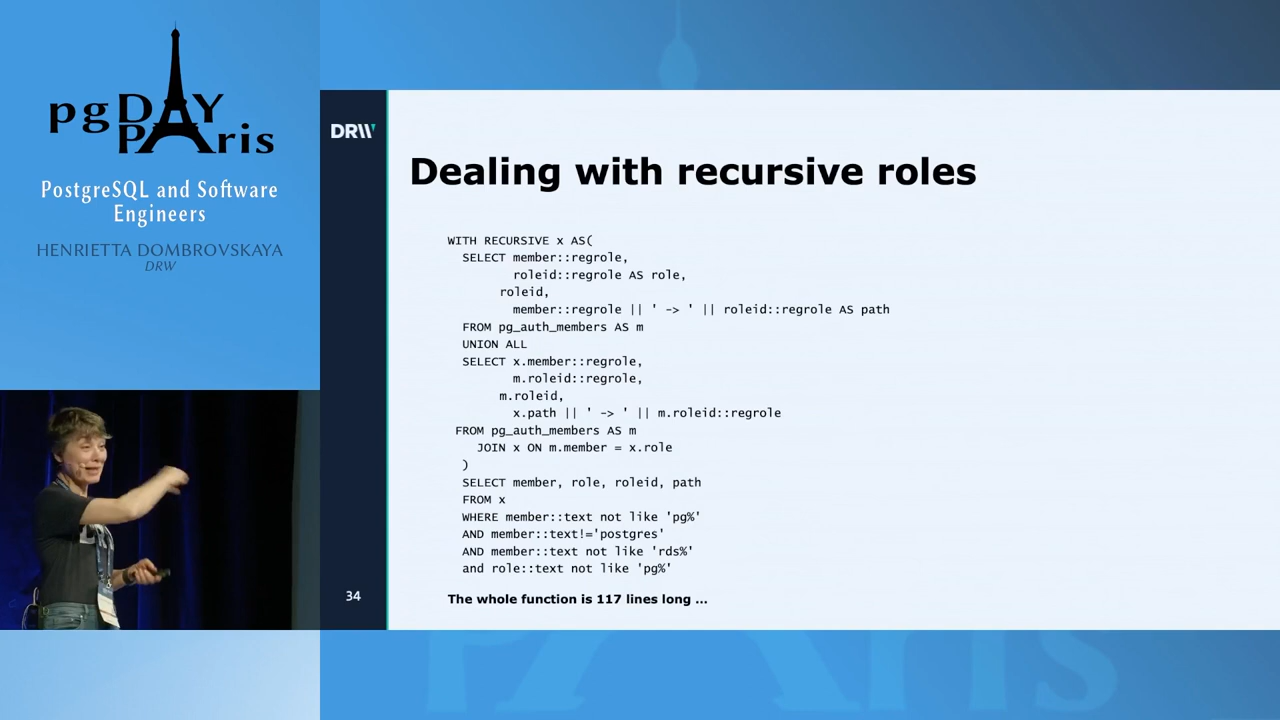 pgDAY
PAris
PostgreSQL and Software
Engineers
HENRIETTA DOMBROVSKAYA
DRW
DRW
Dealing with recursive roles
WITH RECURSIVE x AS(
SELECT member::regrole,
roleid::regrole AS role,
roleid,
member::regrole || ' -> ' || roleid::regrole AS path
FROM pg_auth_members AS m
UNION ALL
SELECT x.member::regrole,
m.roleid::regrole,
m.roleid,
x.path || ' -> ' || m.roleid::regrole
FROM pg_auth_members AS m
JOIN x ON m.member = x.role
)
SELECT member, role, roleid, path
FROM x
WHERE member::text not like 'pg%'
AND member::text!='postgres'
AND member::text not like 'rds%'
and role::text not like 'pg%'
The whole function is 117 lines long ...
34
PAris